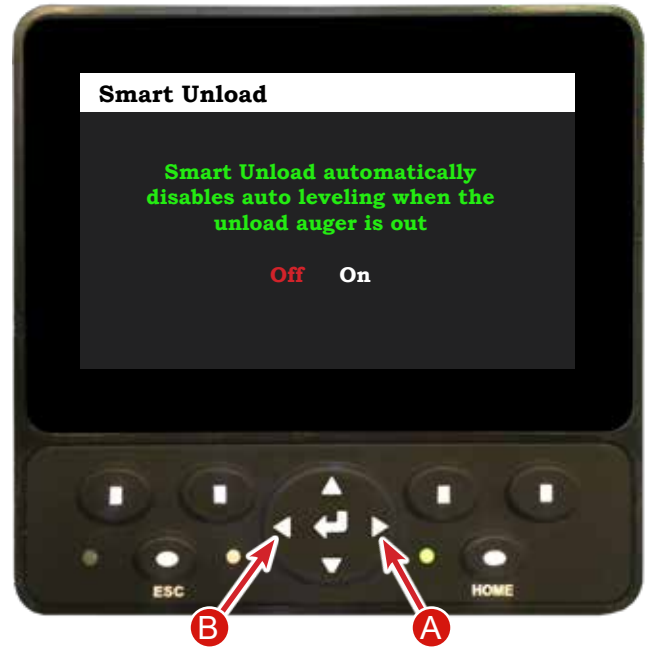 Smart Unload
Smart Unload automatically
disables auto leveling when the
unload auger is out
Off On
ESC
HOME
B
A